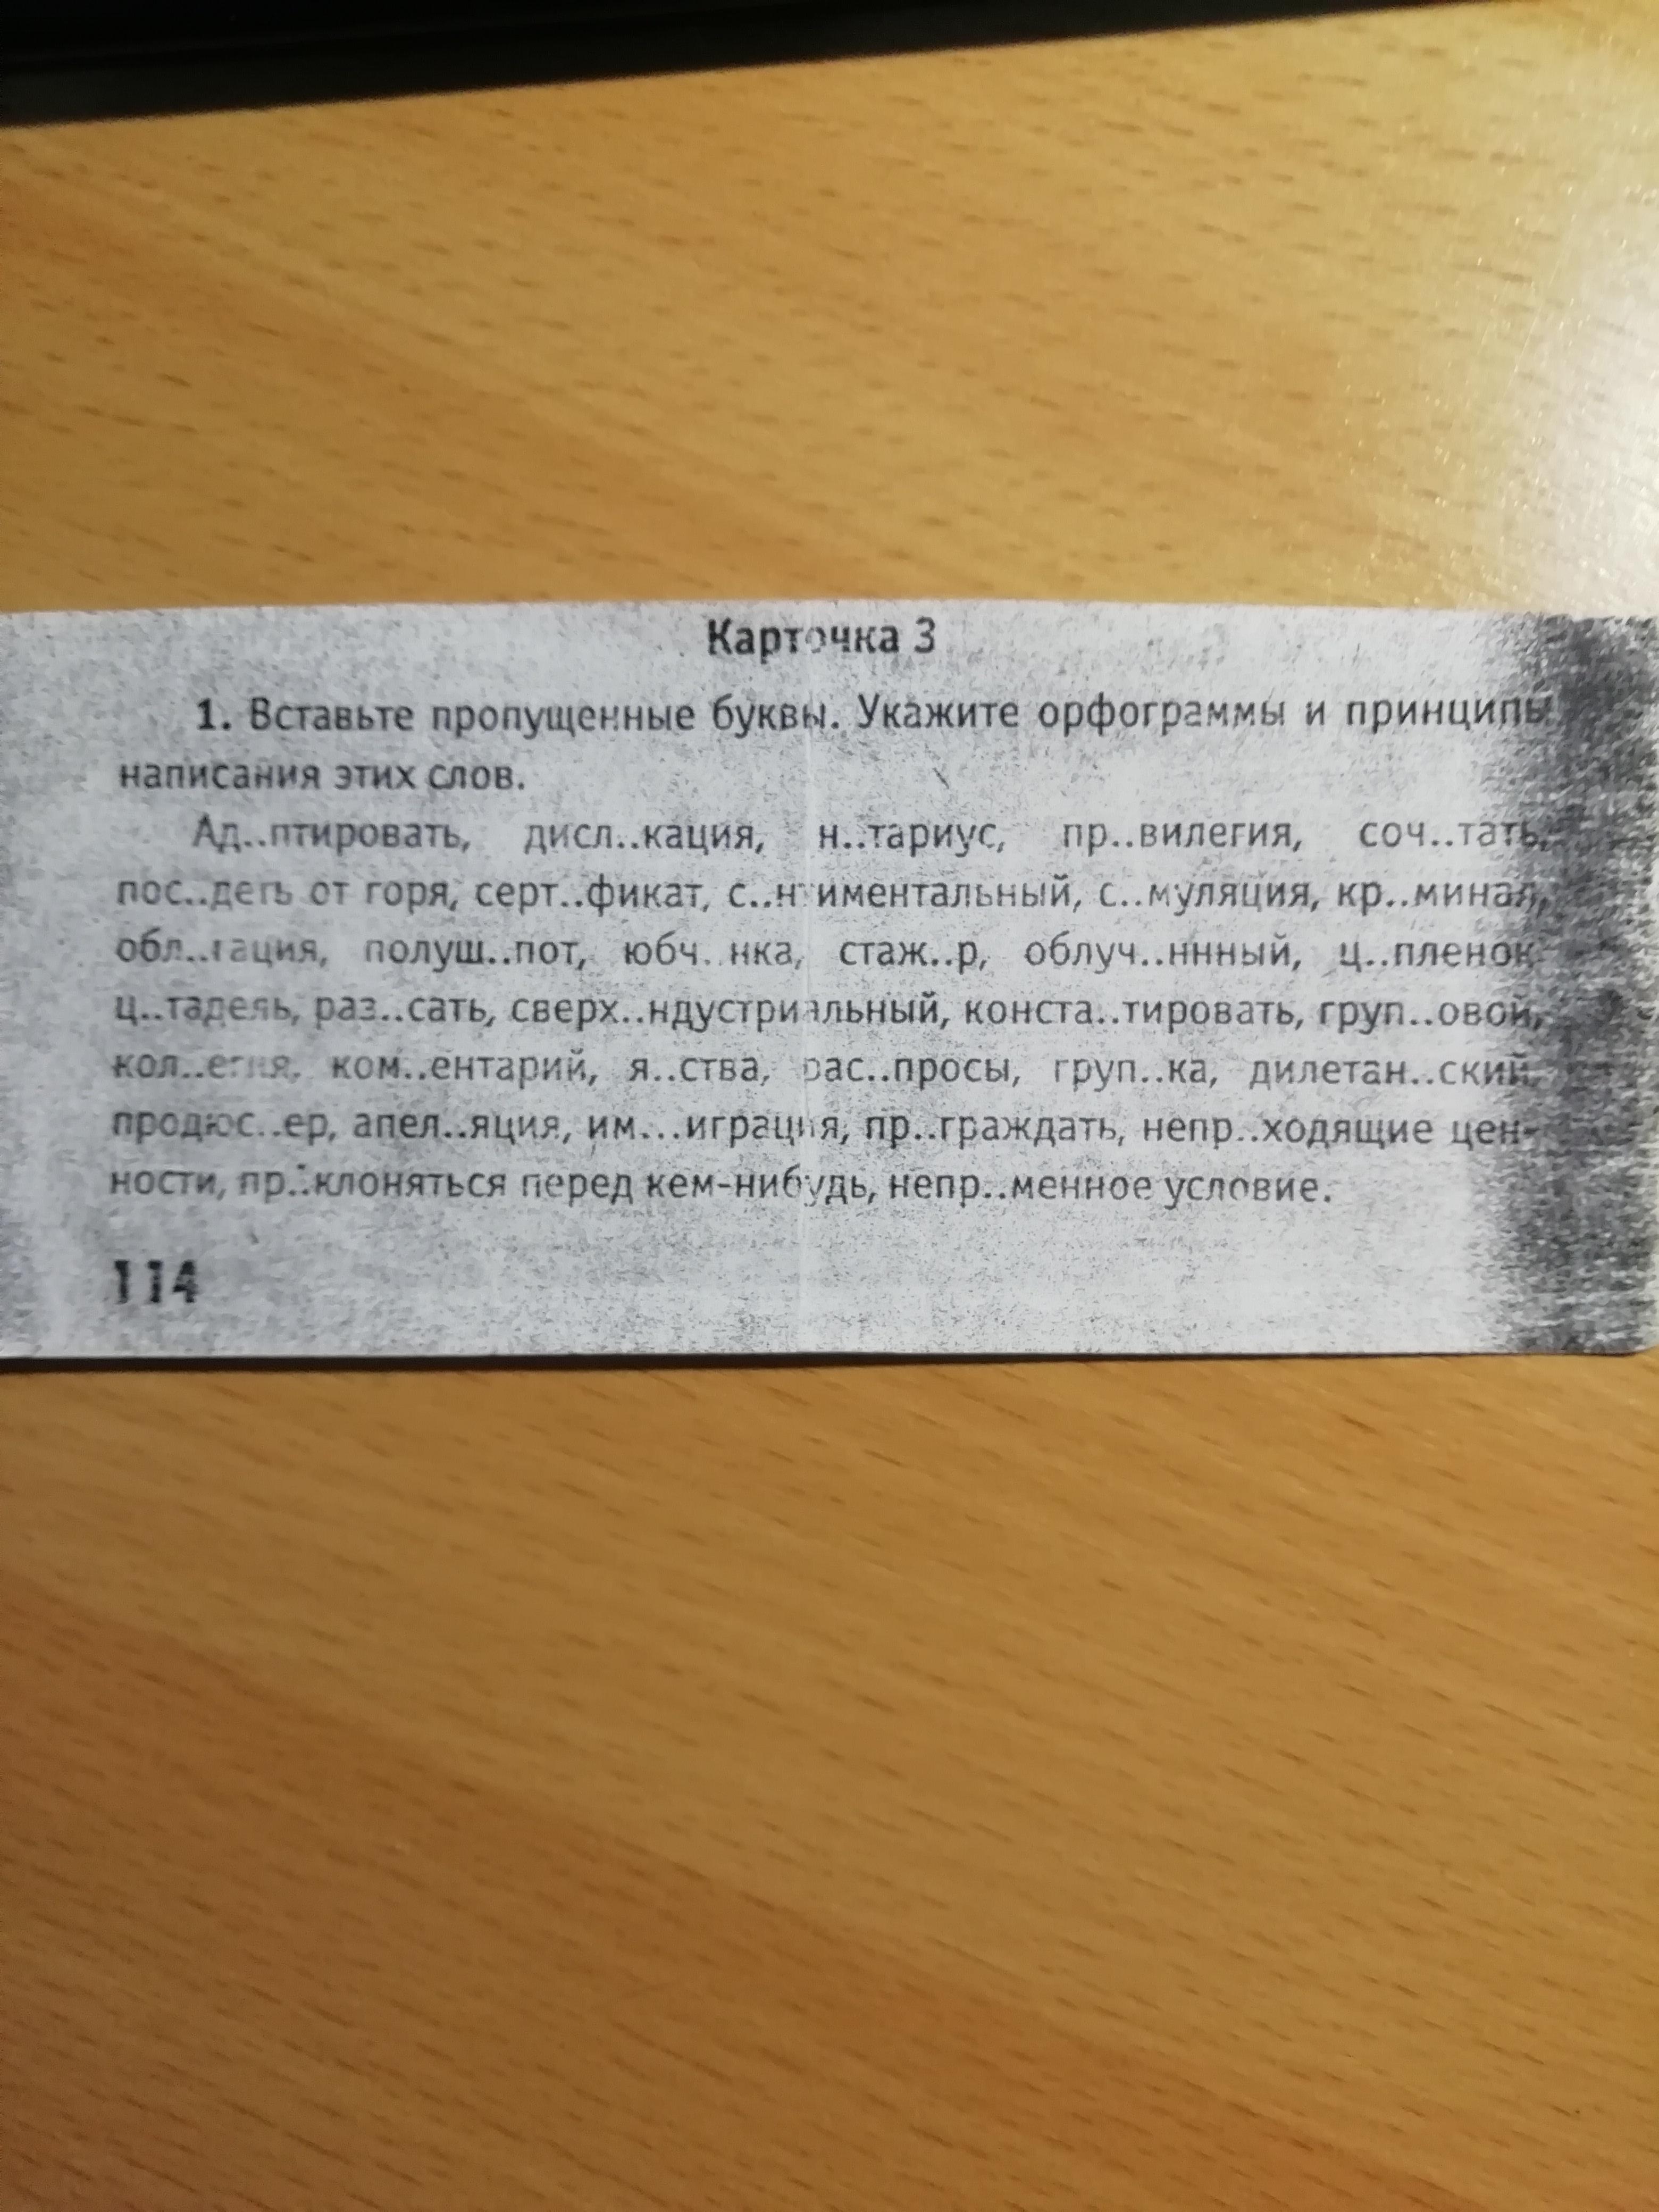 Карточка 3
1. Вставьте пропущенные буквы. Укажите орфограммы и принципы
написания этих слов.
Ад..птировать, дисл..кация, н..тариус, пр..вилегия, соч..тать,
пос..деть от горя, серт..фикат, с..нтиментальный, с..муляция, кр..минал,
обл..гация, полуш..пот, юбч..нка, стаж..р, облуч..ннный, ц..пленок
ц..тадель, раз..сать, сверх..ндустриальный, конста..тировать, груп..овой,
кол..егия, ком..ентарий, я..ства, рас..просы, груп..ка, дилетан..ский,
продюс..ер, апел..яция, им...играция, пр..граждать, непр..ходящие цен-
ности, пр..клоняться перед кем-нибудь, непр..менное условие.
114